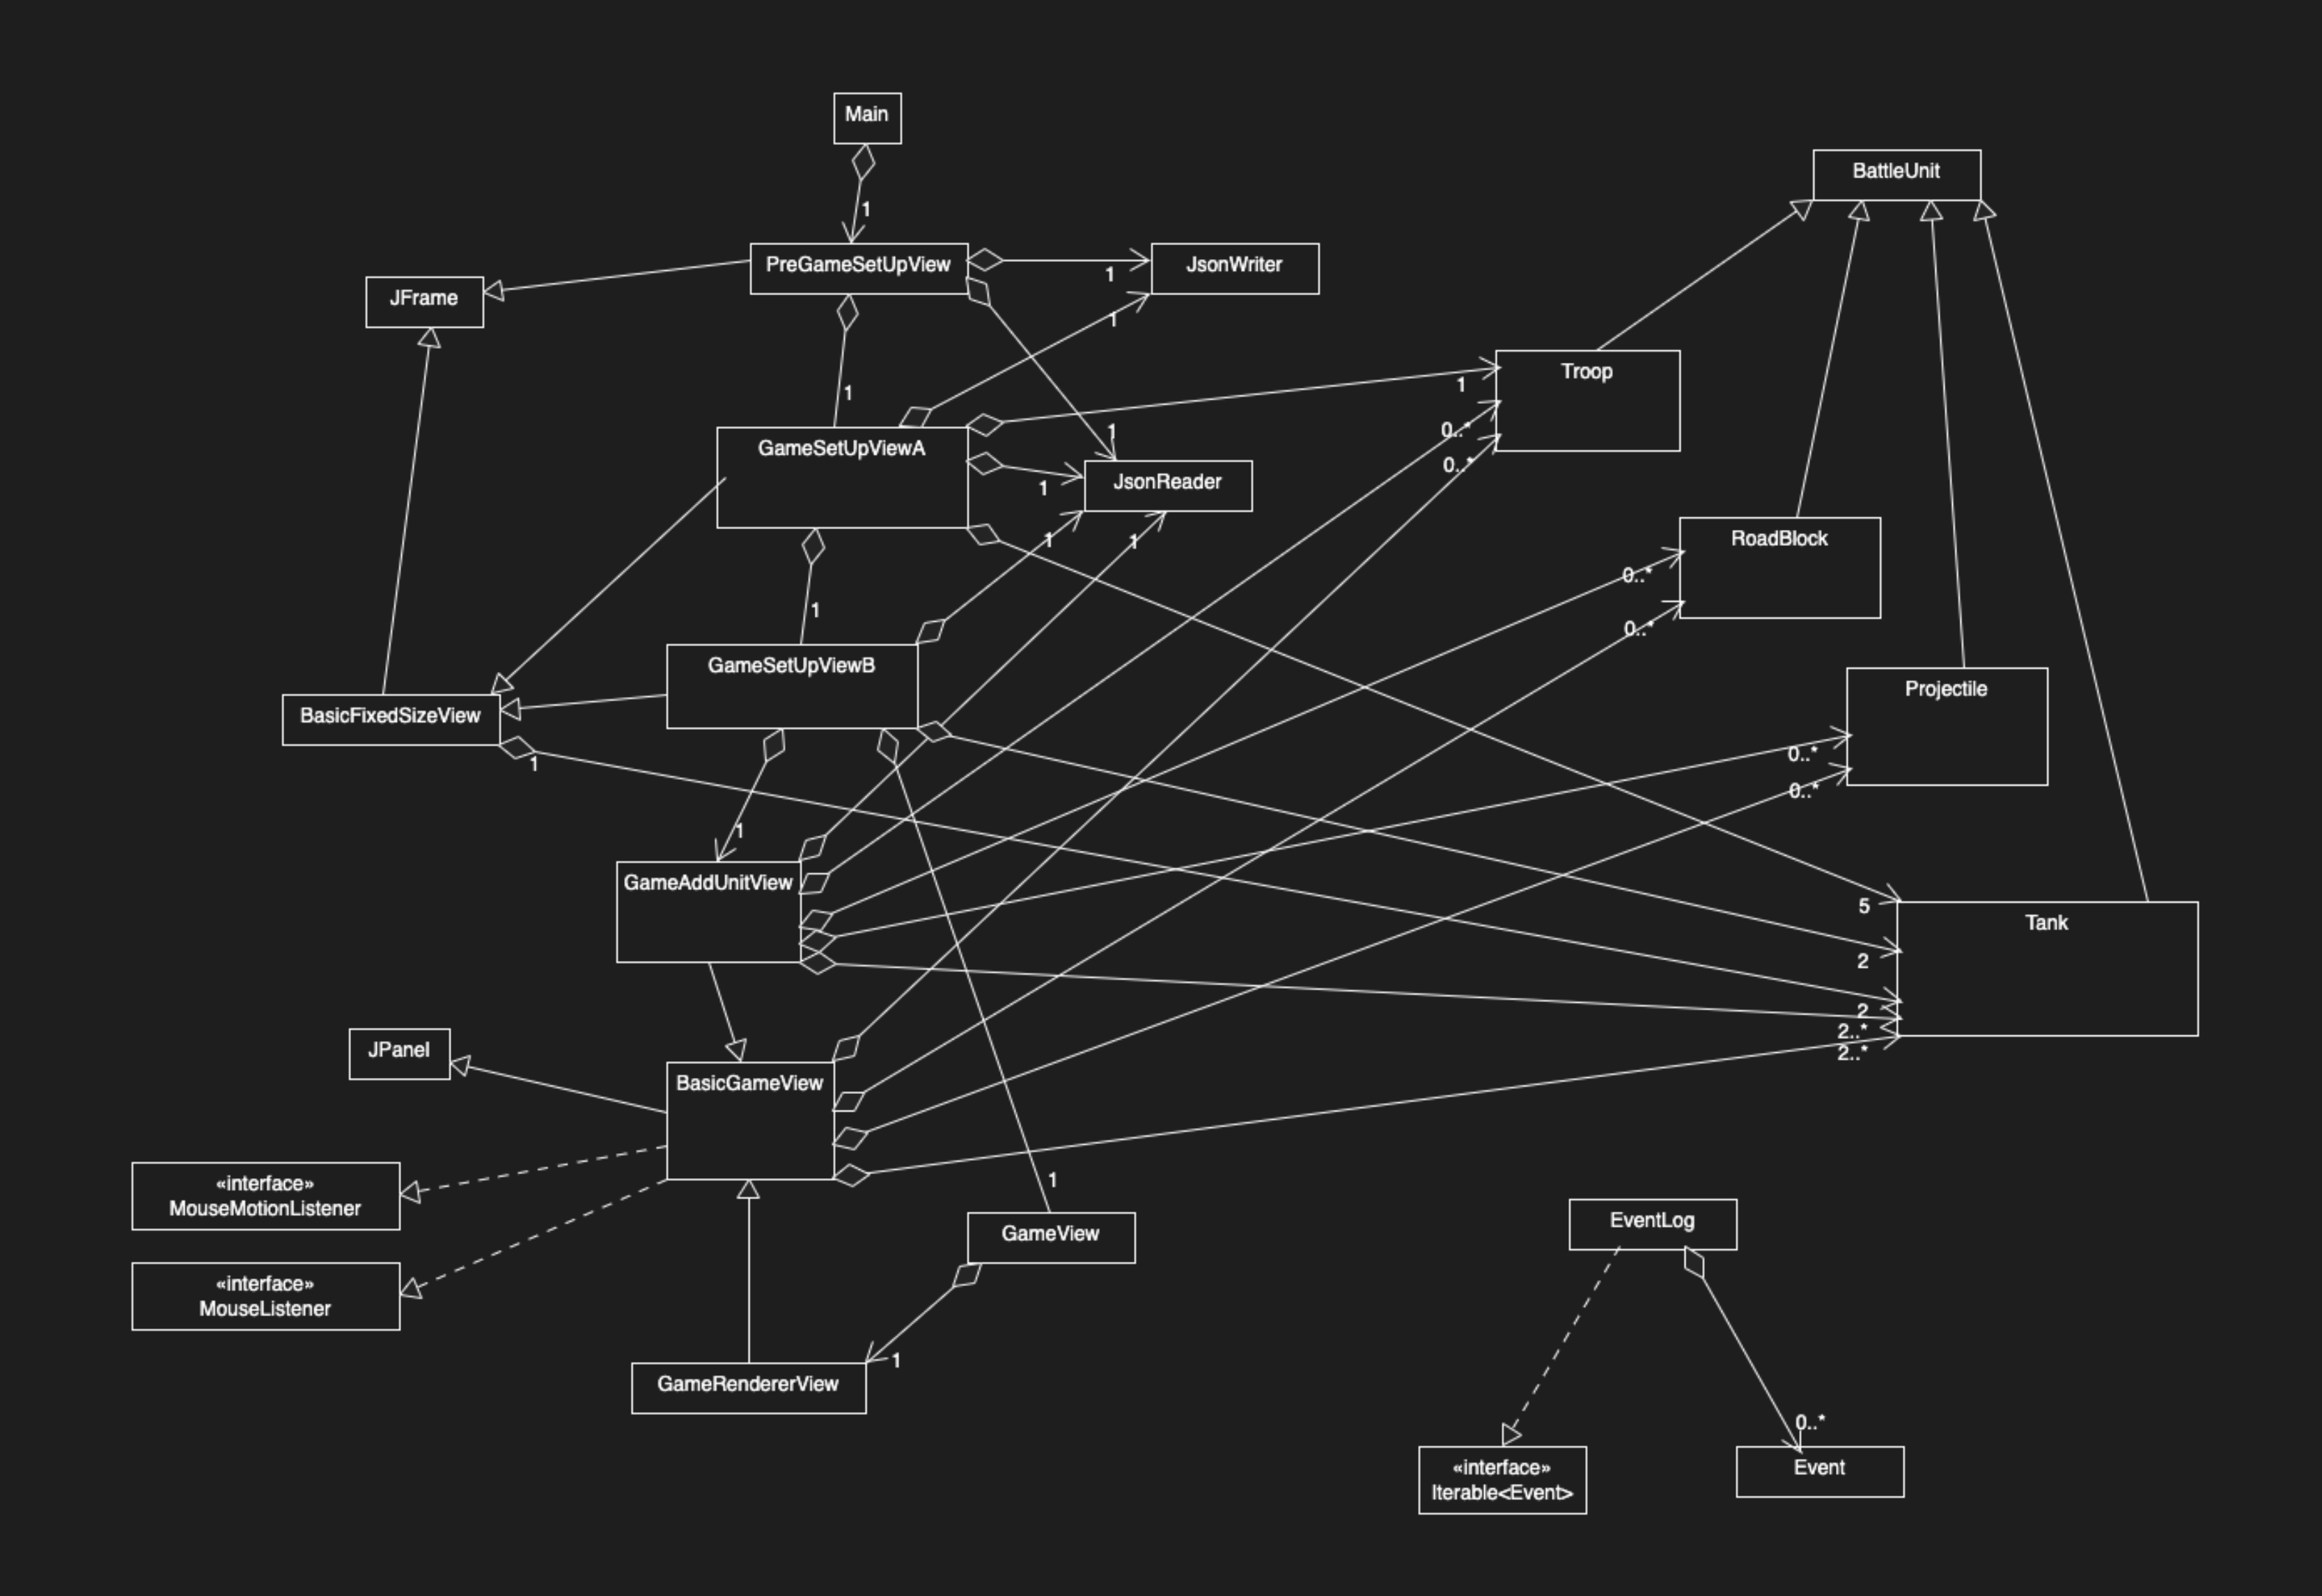 Main
1
BattleUnit
PreGameSetUpView
1
JsonWriter
JFrame
1
1
Troop
1
0..*
0..*
1
GameSetUpViewA
1
JsonReader
1
1
RoadBlock
0..*
0..*
1
GameSetUpViewB
Projectile
0..*
0..*
BasicFixedSizeView
1
1
GameAddUnitView
5
Tank
2
2
2..*
2..*
JPanel
BasicGameView
«interface»
MouseMotionListener
1
GameView
«interface»
MouseListener
EventLog
1
GameRendererView
0..*
«interface»
Iterable<Event>
Event